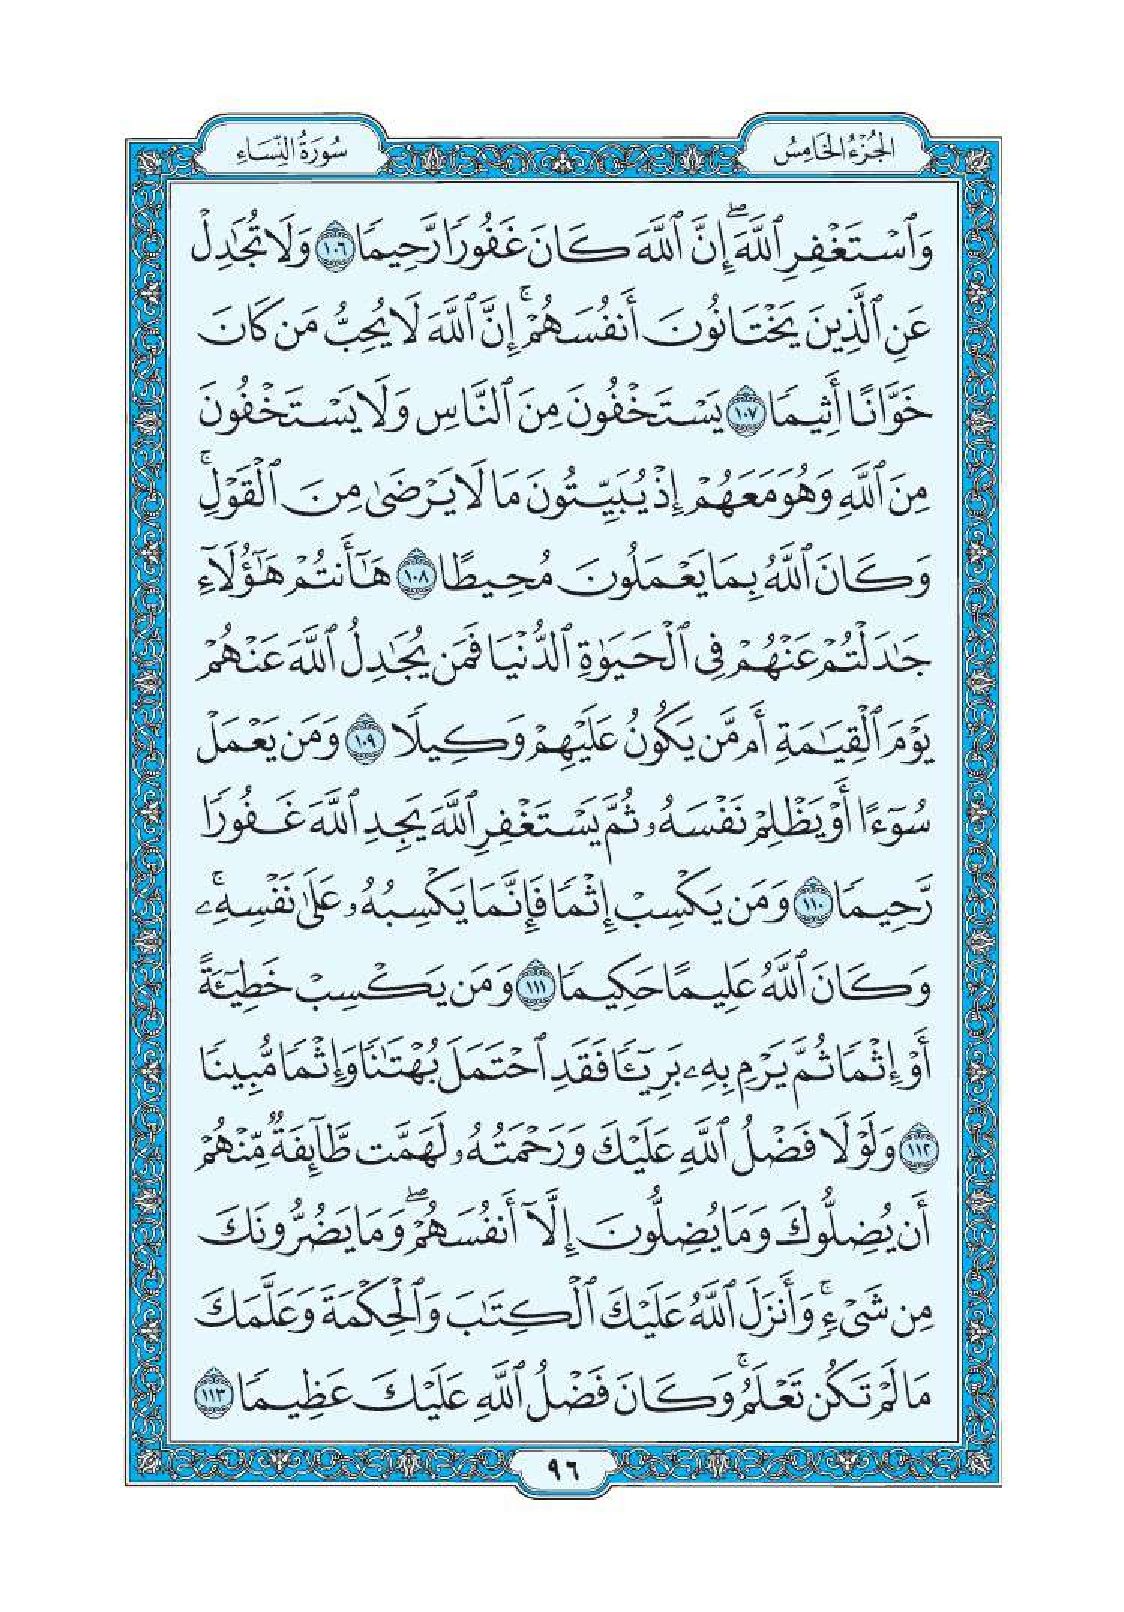 الجُزْءُ الخَامِسُ
سُورَةُ النِّسَاءِ
وَٱسْتَغْفِرِ ٱللَّهَۖ إِنَّ ٱللَّهَ كَانَ غَفُورًا رَّحِيمًا ١٠٦ وَلَا تُجَٰدِلْ
عَنِ ٱلَّذِينَ يَخْتَانُونَ أَنفُسَهُمْۚ إِنَّ ٱللَّهَ لَا يُحِبُّ مَن كَانَ
خَوَّانًا أَثِيمًا ١٠٧ يَسْتَخْفُونَ مِنَ ٱلنَّاسِ وَلَا يَسْتَخْفُونَ
مِنَ ٱللَّهِ وَهُوَ مَعَهُمْ إِذْ يُبَيِّتُونَ مَا لَا يَرْضَىٰ مِنَ ٱلْقَوْلِۚ
وَكَانَ ٱللَّهُ بِمَا يَعْمَلُونَ مُحِيطًا ١٠٨ هَٰٓأَنتُمْ هَٰٓؤُلَآءِ
جَٰدَلْتُمْ عَنْهُمْ فِى ٱلْحَيَوٰةِ ٱلدُّنْيَا فَمَن يُجَٰدِلُ ٱللَّهَ عَنْهُمْ
يَوْمَ ٱلْقِيَٰمَةِ أَم مَّن يَكُونُ عَلَيْهِمْ وَكِيلًا ١٠٩ وَمَن يَعْمَلْ
سُوٓءًا أَوْ يَظْلِمْ نَفْسَهُۥ ثُمَّ يَسْتَغْفِرِ ٱللَّهَ يَجِدِ ٱللَّهَ غَفُورًا
رَّحِيمًا ١١٠ وَمَن يَكْسِبْ إِثْمًا فَإِنَّمَا يَكْسِبُهُۥ عَلَىٰ نَفْسِهِۦۚ
وَكَانَ ٱللَّهُ عَلِيمًا حَكِيمًا ١١١ وَمَن يَكْسِبْ خَطِيٓـَٔةً
أَوْ إِثْمًا ثُمَّ يَرْمِ بِهِۦ بَرِيٓـًٔا فَقَدِ ٱحْتَمَلَ بُهْتَٰنًا وَإِثْمًا مُّبِينًا
١١٢ وَلَوْلَا فَضْلُ ٱللَّهِ عَلَيْكَ وَرَحْمَتُهُۥ لَهَمَّت طَّآئِفَةٌ مِّنْهُمْ
أَن يُضِلُّوكَ وَمَا يُضِلُّونَ إِلَّآ أَنفُسَهُمْۖ وَمَا يَضُرُّونَكَ
مِن شَىْءٍۚ وَأَنزَلَ ٱللَّهُ عَلَيْكَ ٱلْكِتَٰبَ وَٱلْحِكْمَةَ وَعَلَّمَكَ
مَا لَمْ تَكُن تَعْلَمُۚ وَكَانَ فَضْلُ ٱللَّهِ عَلَيْكَ عَظِيمًا ١١٣
٩٦